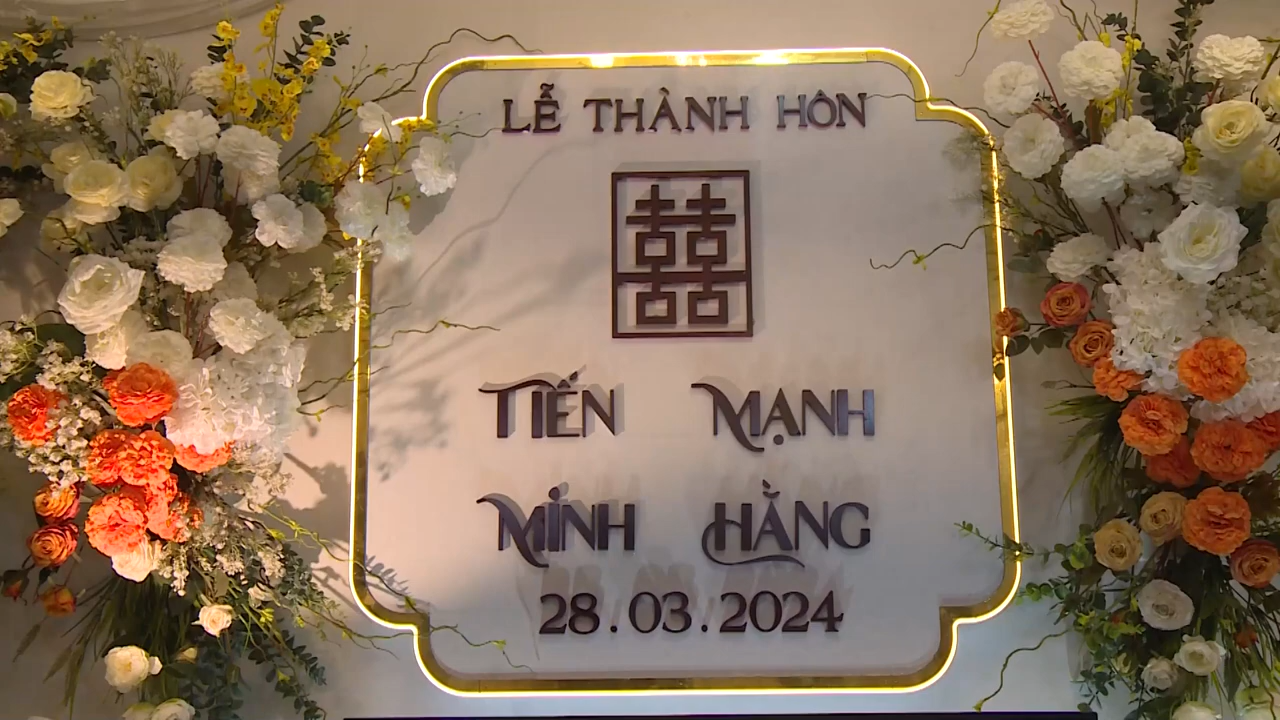 LỄ THÀNH HÔN
囍
TIẾN MẠNH
MINH HẰNG
28.03.2024